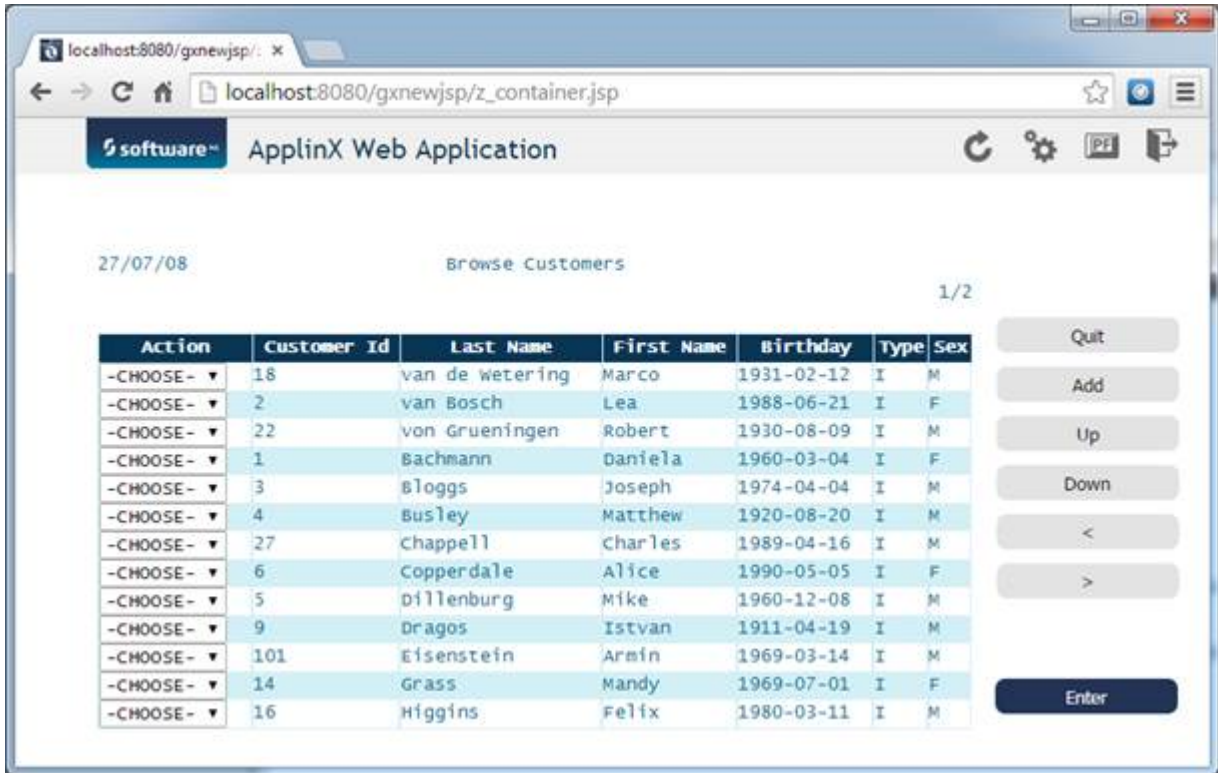 localhost:8080/gxnewjsp/:
localhost:8080/gxnewjsp/z_container.jsp
software AG ApplinX Web Application PF
27/07/08 Browse Customers
1/2
Action Customer Id Last Name First Name Birthday Type Sex
-CHOOSE- 18 van de Wetering Marco 1931-02-12 I M
-CHOOSE- 2 van Bosch Lea 1988-06-21 I F
-CHOOSE- 22 von Grueningen Robert 1930-08-09 I M
-CHOOSE- 1 Bachmann Daniela 1960-03-04 I F
-CHOOSE- 3 Bloggs Joseph 1974-04-04 I M
-CHOOSE- 4 Busley Matthew 1920-08-20 I M
-CHOOSE- 27 Chappell Charles 1989-04-16 I M
-CHOOSE- 6 Copperdale Alice 1990-05-05 I F
-CHOOSE- 5 Dillenburg Mike 1960-12-08 I M
-CHOOSE- 9 Dragos Istvan 1911-04-19 I M
-CHOOSE- 101 Eisenstein Armin 1969-03-14 I M
-CHOOSE- 14 Grass Mandy 1969-07-01 I F
-CHOOSE- 16 Higgins Felix 1980-03-11 I M
Quit
Add
Up
Down
<
>
Enter